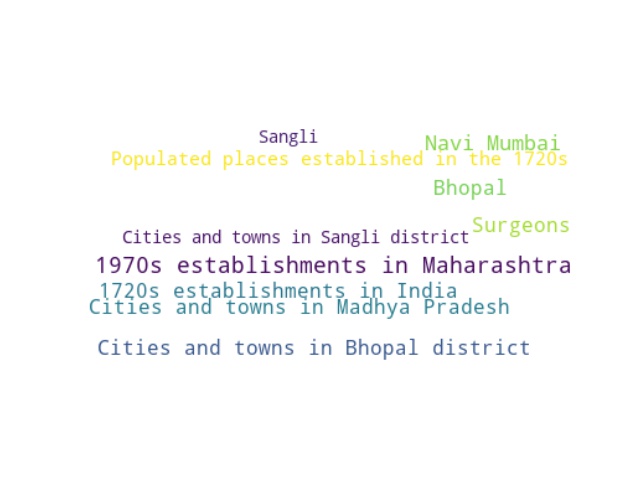 Sangli
Navi Mumbai
Populated places established in the 1720s
Bhopal
Surgeons
Cities and towns in Sangli district
1970s establishments in Maharashtra
1720s establishments in India
Cities and towns in Madhya Pradesh
Cities and towns in Bhopal district